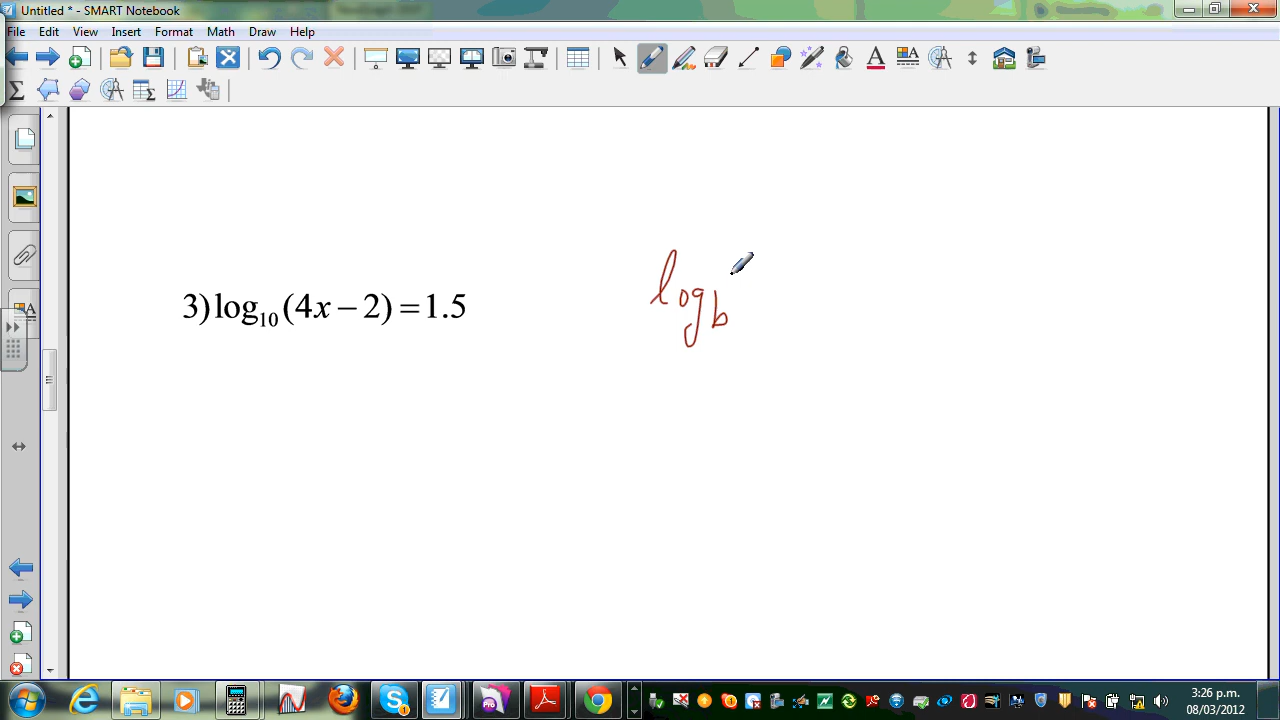 Untitled * - SMART Notebook
File Edit View Insert Format Math Draw Help
3) log₁₀(4x − 2) = 1.5
log_b
3:26 p.m.
08/03/2012